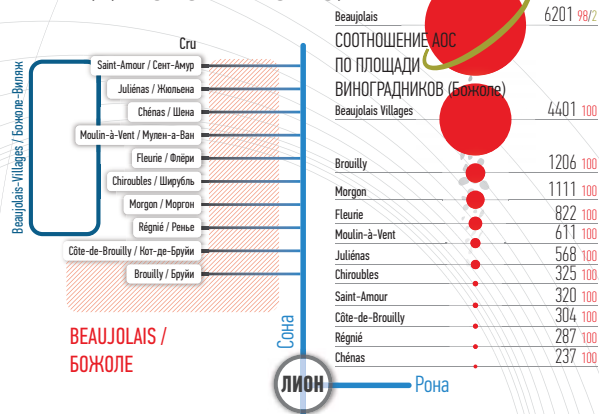 Cru
Saint-Amour / Сент-Амур
Juliénas / Жюльена
Chénas / Шена
Moulin-à-Vent / Мулен-а-Ван
Fleurie / Флёри
Chiroubles / Ширубль
Morgon / Моргон
Régnié / Ренье
Côte-de-Brouilly / Кот-де-Бруйи
Brouilly / Бруйи
Beaujolais-Villages / Божоле-Виляж
BEAUJOLAIS /
БОЖОЛЕ
Сона
ЛИОН
Рона
Beaujolais 6201 98/2
СООТНОШЕНИЕ АОС
ПО ПЛОЩАДИ
ВИНОГРАДНИКОВ (Божоле)
Beaujolais Villages 4401 100
Brouilly 1206 100
Morgon 1111 100
Fleurie 822 100
Moulin-à-Vent 611 100
Juliénas 568 100
Chiroubles 325 100
Saint-Amour 320 100
Côte-de-Brouilly 304 100
Régnié 287 100
Chénas 237 100